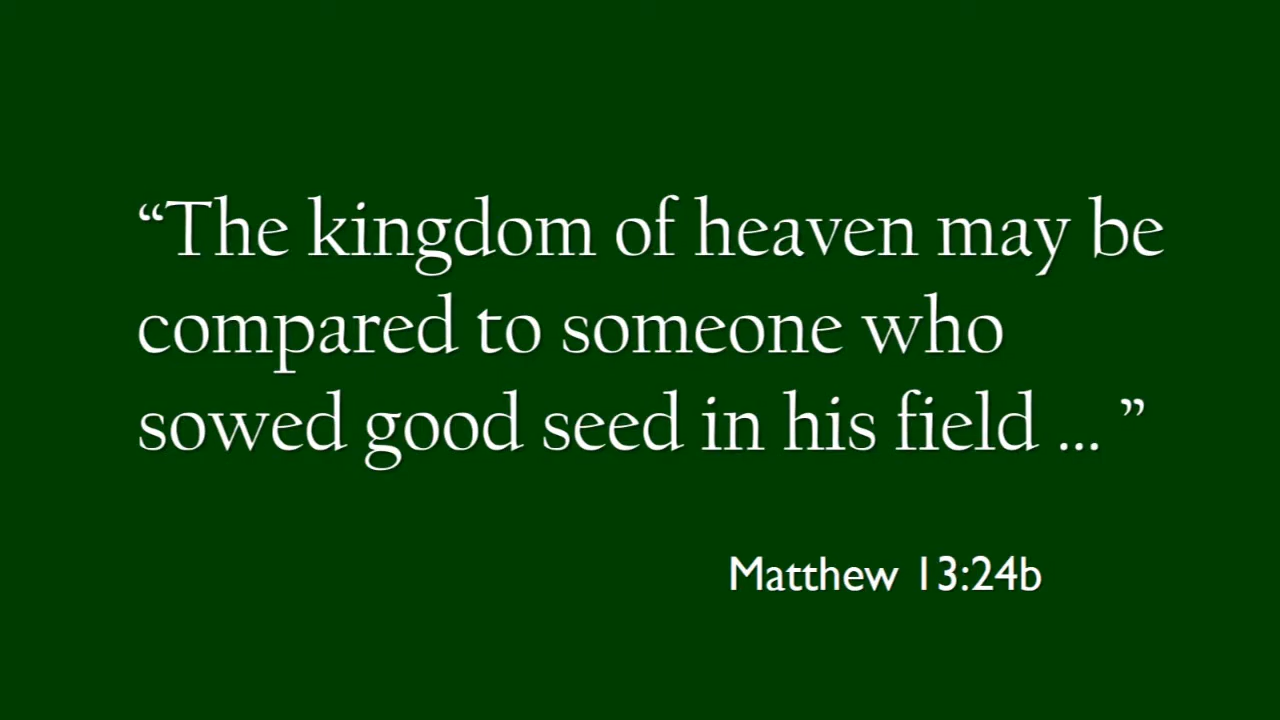 “The kingdom of heaven may be
compared to someone who
sowed good seed in his field ... ”
Matthew 13:24b